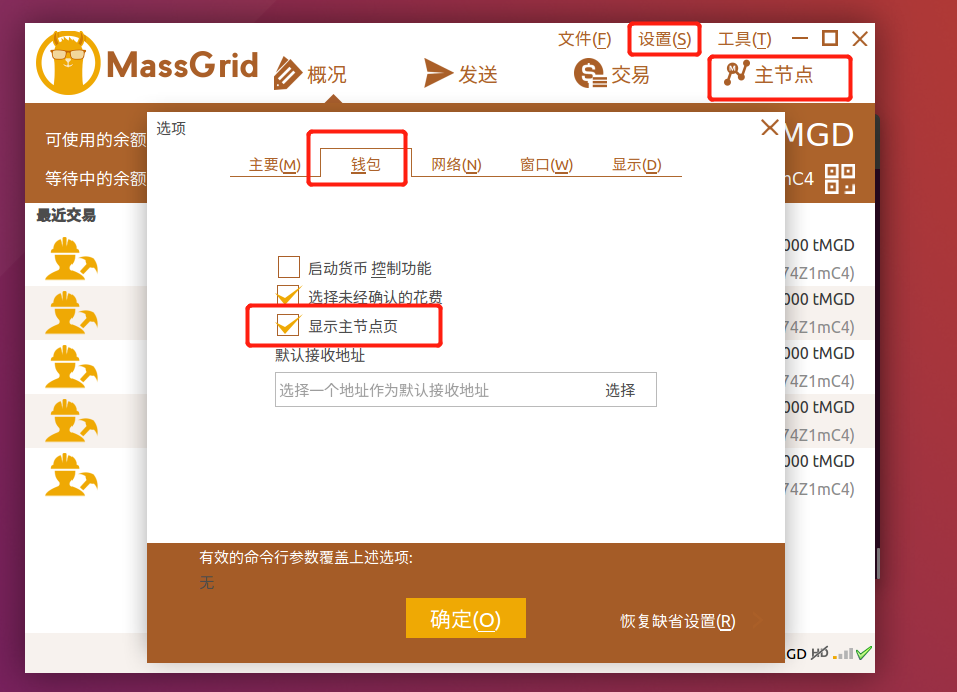 文件(F) 设置(S) 工具(T)
MassGrid 概况 发送 交易 主节点
可使用的余额 MGD
等待中的余额 mC4
最近交易
选项
主要(M) 钱包 网络(N) 窗口(W) 显示(D)
启动货币 控制功能
选择未经确认的花费
显示主节点页
默认接收地址
选择一个地址作为默认接收地址 选择
000 tMGD
74Z1mC4)
000 tMGD
74Z1mC4)
000 tMGD
74Z1mC4)
000 tMGD
74Z1mC4)
000 tMGD
74Z1mC4)
有效的命令行参数覆盖上述选项:
无
确定(O) 恢复缺省设置(R)
GD HD